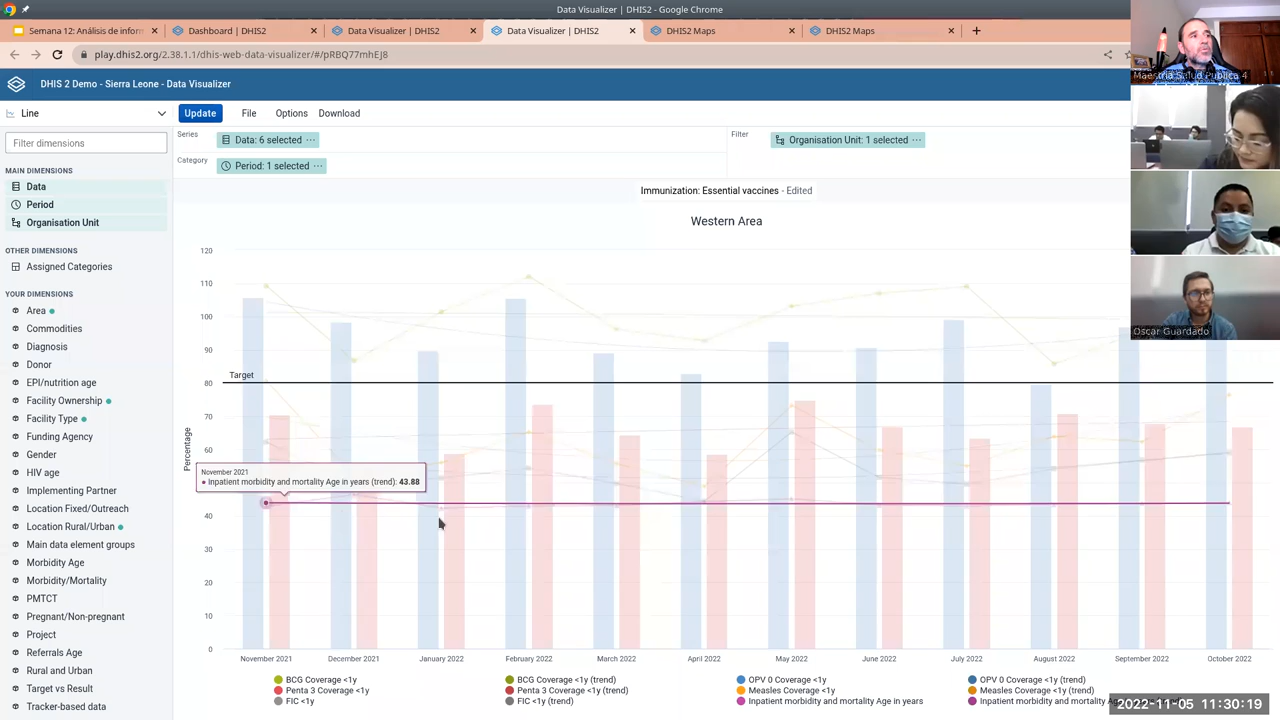 Data Visualizer | DHIS2 - Google Chrome
Semana 12: Análisis de infor
Dashboard | DHIS2
Data Visualizer | DHIS2
Data Visualizer | DHIS2
DHIS2 Maps
DHIS2 Maps
play.dhis2.org/2.38.1.1/dhis-web-data-visualizer/#/pRBQ77mhEJ8
DHIS 2 Demo - Sierra Leone - Data Visualizer
Line
Update
File
Options
Download
Filter dimensions
MAIN DIMENSIONS
Data
Period
Organisation Unit
OTHER DIMENSIONS
Assigned Categories
YOUR DIMENSIONS
Area
Commodities
Diagnosis
Donor
EPI/nutrition age
Facility Ownership
Facility Type
Funding Agency
Gender
HIV age
Implementing Partner
Location Fixed/Outreach
Location Rural/Urban
Main data element groups
Morbidity Age
Morbidity/Mortality
PMTCT
Pregnant/Non-pregnant
Project
Referrals Age
Rural and Urban
Target vs Result
Tracker-based data
Series
Data: 6 selected
Category
Period: 1 selected
Filter
Organisation Unit: 1 selected
Immunization: Essential vaccines - Edited
Western Area
120
110
100
90
80
70
60
50
40
30
20
10
0
Percentage
Target
November 2021
Inpatient morbidity and mortality Age in years (trend): 43.88
November 2021
December 2021
January 2022
February 2022
March 2022
April 2022
May 2022
June 2022
July 2022
August 2022
September 2022
October 2022
BCG Coverage <1y
BCG Coverage <1y (trend)
OPV 0 Coverage <1y
OPV 0 Coverage <1y (trend)
Penta 3 Coverage <1y
Penta 3 Coverage <1y (trend)
Measles Coverage <1y
Measles Coverage <1y (trend)
FIC <1y
FIC <1y (trend)
Inpatient morbidity and mortality Age in years
Inpatient morbidity and mortality
Maestria Salud Publica 4
Oscar Guardado
2022-11-05 11:30:19